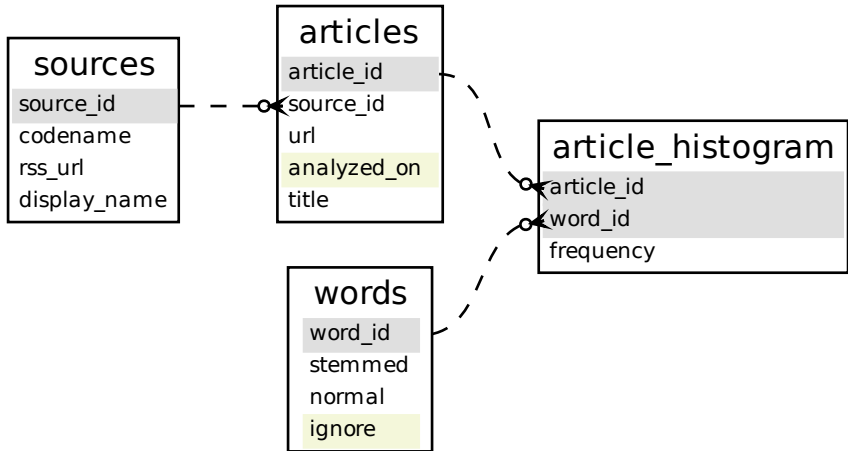 sources
source_id
codename
rss_url
display_name
articles
article_id
source_id
url
analyzed_on
title
article_histogram
article_id
word_id
frequency
words
word_id
stemmed
normal
ignore